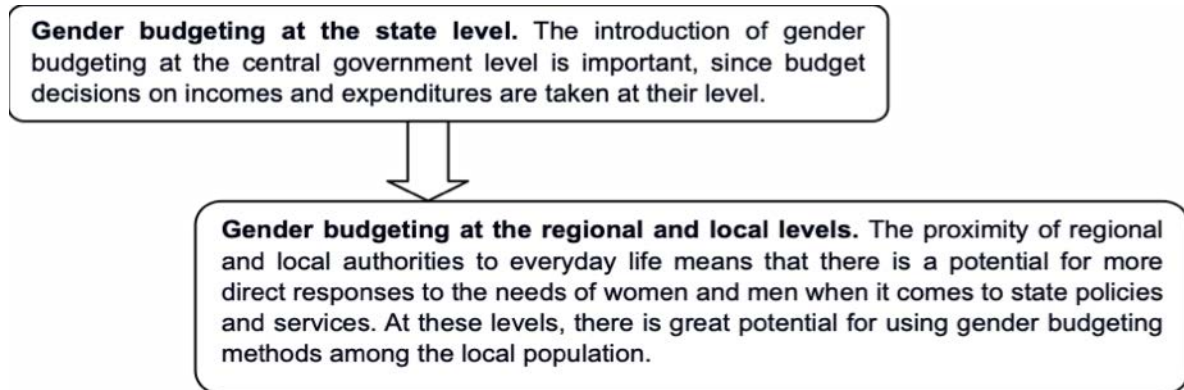 Gender budgeting at the state level. The introduction of gender
budgeting at the central government level is important, since budget
decisions on incomes and expenditures are taken at their level.
Gender budgeting at the regional and local levels. The proximity of regional
and local authorities to everyday life means that there is a potential for more
direct responses to the needs of women and men when it comes to state policies
and services. At these levels, there is great potential for using gender budgeting
methods among the local population.